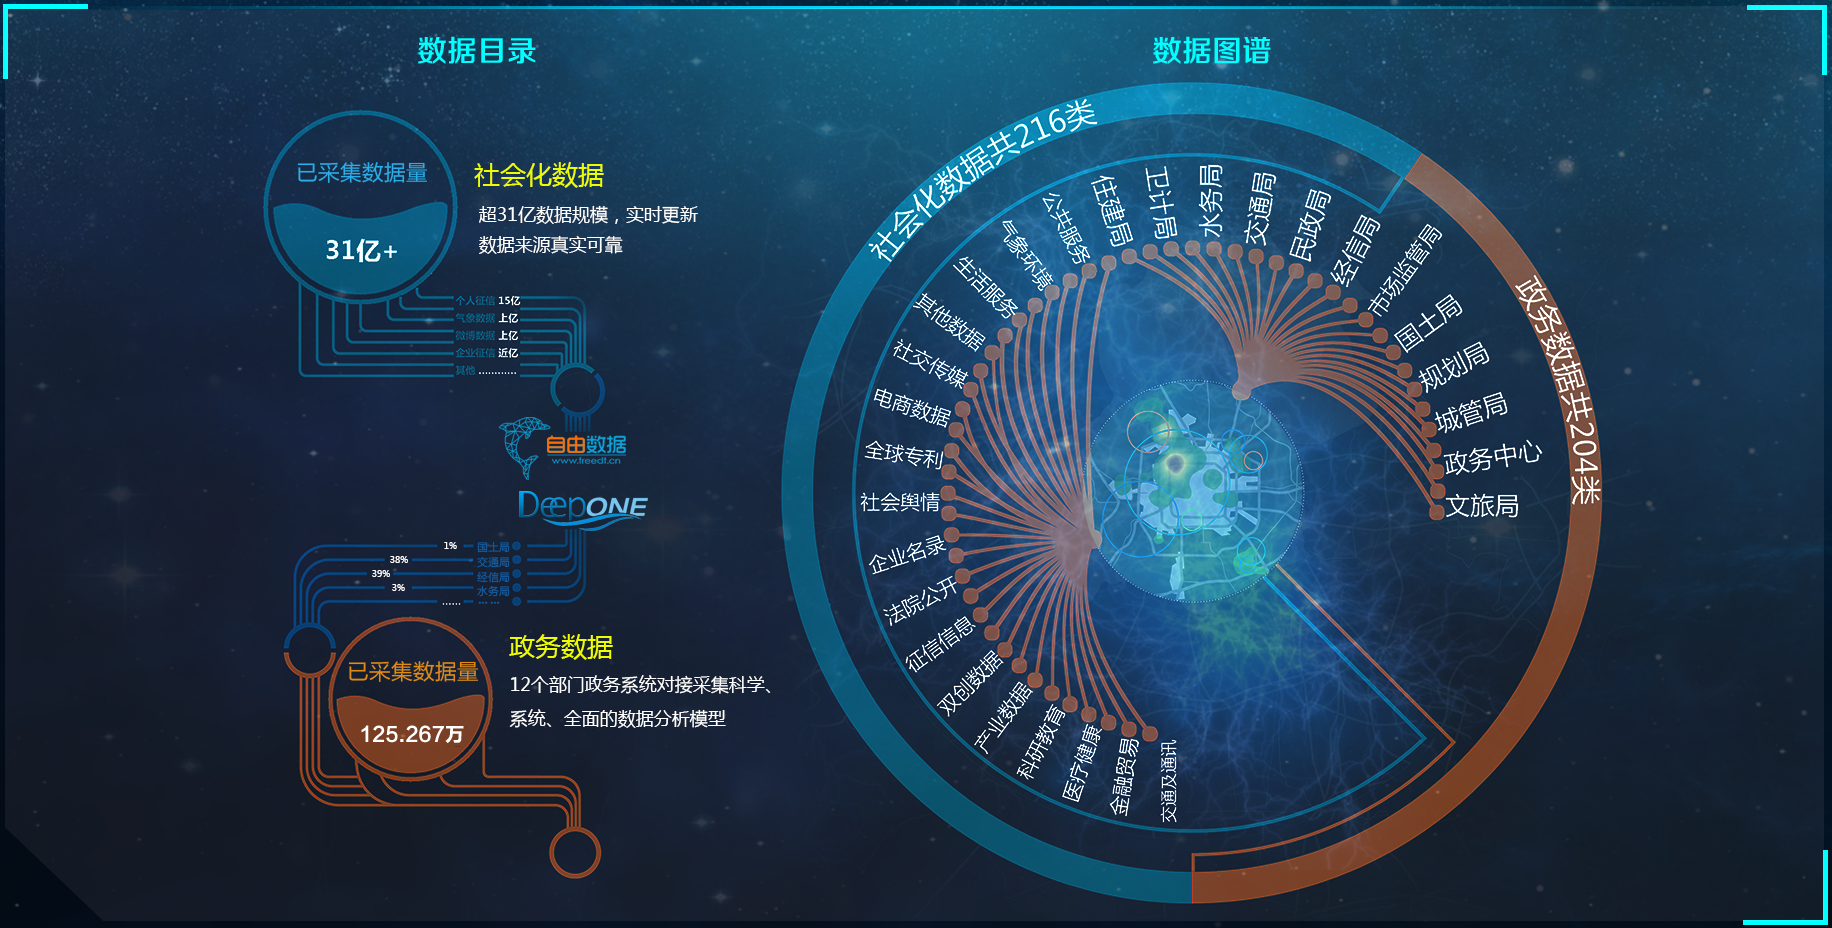 数据目录
已采集数据量
31亿+
社会化数据
超31亿数据规模，实时更新
数据来源真实可靠
个人征信 15亿
气象数据 上亿
微博数据 上亿
企业征信 近亿
其他 …………
自由数据
www.freedt.cn
DeepONE
1% 国土局
38% 交通局
39% 经信局
3% 水务局
…… … …
政务数据
已采集数据量
125.267万
12个部门政务系统对接采集科学、
系统、全面的数据分析模型
数据图谱
社会化数据共216类
政务数据共204类
住建局
卫计局
水务局
交通局
民政局
经信局
市场监管局
国土局
规划局
城管局
政务中心
文旅局
公共服务
气象环境
生活服务
其他数据
社交传媒
电商数据
全球专利
社会舆情
企业名录
法院公开
征信信息
双创数据
产业数据
科研教育
医疗健康
金融贸易
交通及通讯